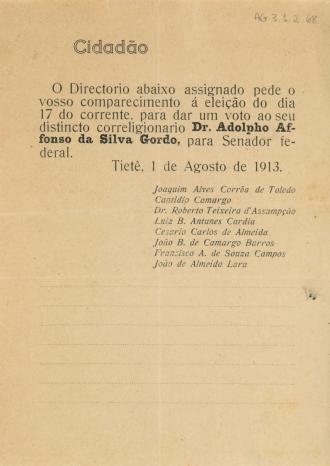 AG 3.1.2.68
Cidadão
O Directorio abaixo assignado pede o
vosso comparecimento á eleição do dia
17 do corrente, para dar um voto ao seu
distincto correligionario Dr. Adolpho Af-
fonso da Silva Gordo, para Senador fe-
deral.
Tietê, 1 de Agosto de 1913.
Joaquim Alves Corrêa de Toledo
Cantidio Camargo
Dr. Roberto Teixeira d'Assumpção
Luiz B. Antunes Cardia
Cesario Carlos de Almeida
João B. de Camargo Barros
Francisco A. de Souza Campos
João de Almeida Lara